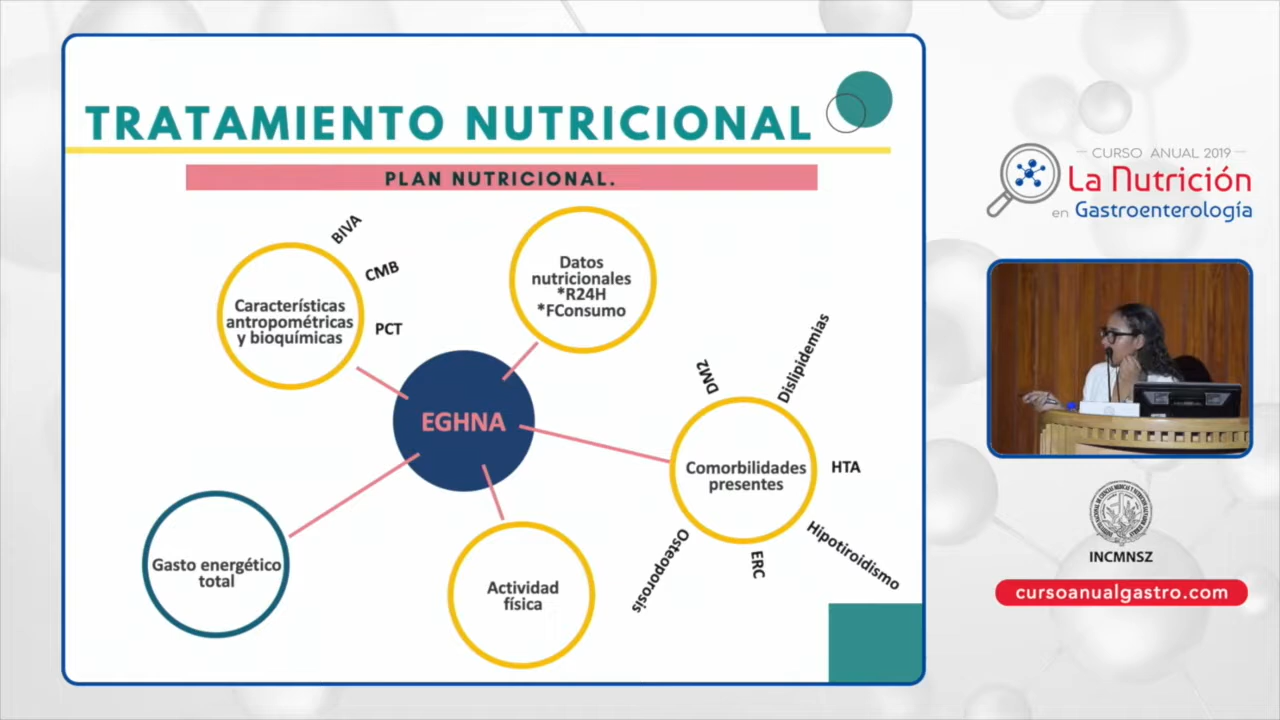 TRATAMIENTO NUTRICIONAL
PLAN NUTRICIONAL.
BIVA
CMB
PCT
Características
antropométricas
y bioquímicas
Datos
nutricionales
*R24H
*FConsumo
EGHNA
DM2
Dislipidemias
HTA
Hipotiroidismo
ERC
Osteoporosis
Comorbilidades
presentes
Gasto energético
total
Actividad
física
CURSO ANUAL 2019
La Nutrición
en Gastroenterología
INCMNSZ
cursoanualgastro.com